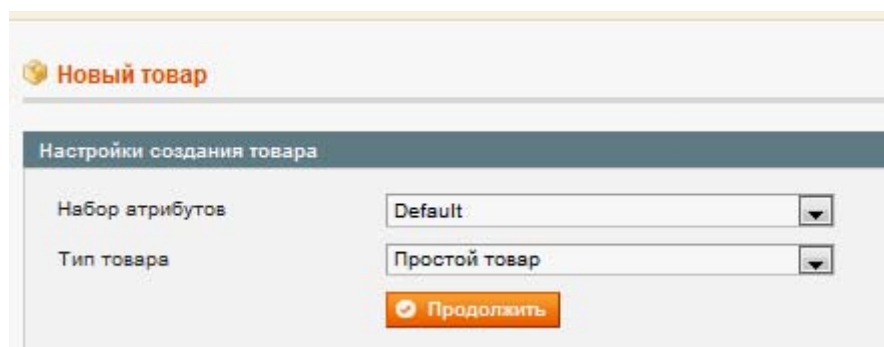 Новый товар
Настройки создания товара
Набор атрибутов Default
Тип товара Простой товар
Продолжить